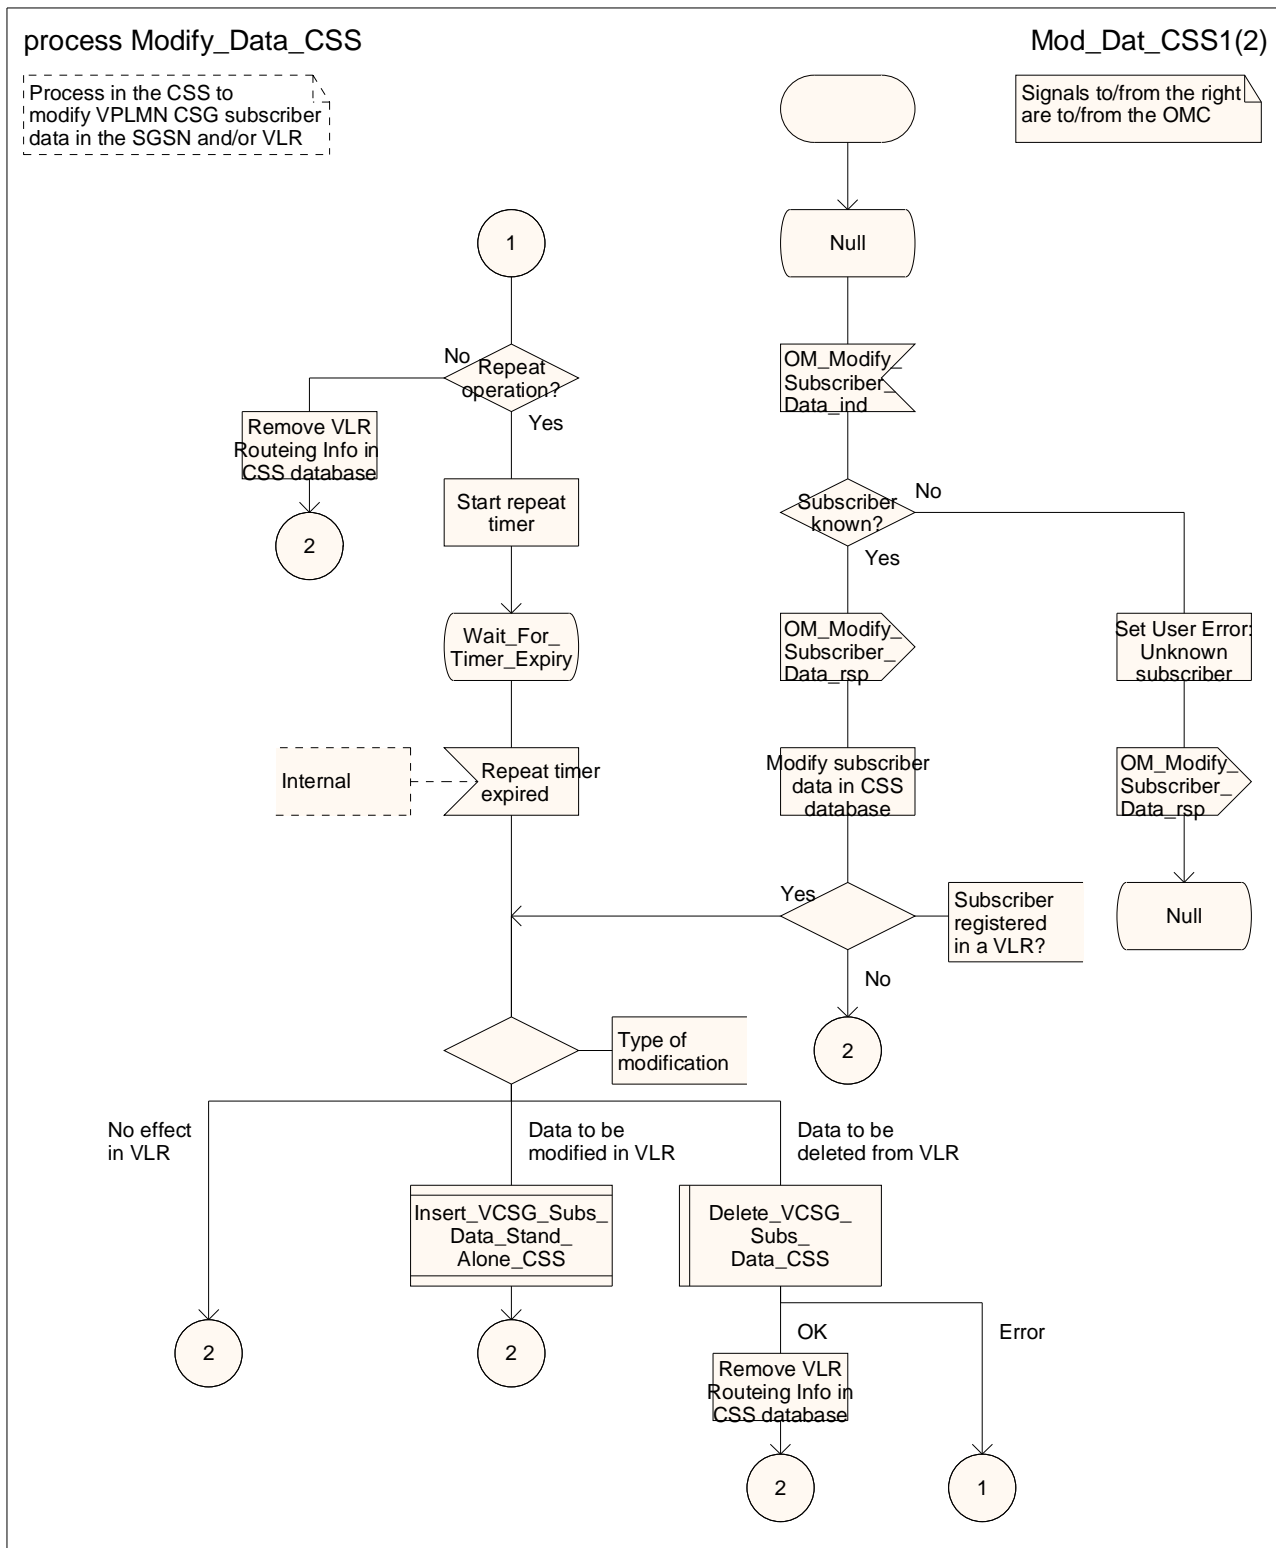 process Modify_Data_CSS
Mod_Dat_CSS1(2)
Process in the CSS to
modify VPLMN CSG subscriber
data in the SGSN and/or VLR
Signals to/from the right
are to/from the OMC
Null
1
OM_Modify_
Subscriber_
Data_ind
No
Repeat
operation?
Yes
Remove VLR
Routeing Info in
CSS database
2
Start repeat
timer
Subscriber
known?
No
Yes
Wait_For_
Timer_Expiry
OM_Modify_
Subscriber_
Data_rsp
Set User Error:
Unknown
subscriber
Internal
Repeat timer
expired
Modify subscriber
data in CSS
database
OM_Modify_
Subscriber_
Data_rsp
Yes
Subscriber
registered
in a VLR?
Null
No
2
Type of
modification
No effect
in VLR
Data to be
modified in VLR
Data to be
deleted from VLR
Insert_VCSG_Subs_
Data_Stand_
Alone_CSS
Delete_VCSG_
Subs_
Data_CSS
2
2
OK
Error
Remove VLR
Routeing Info in
CSS database
2
1